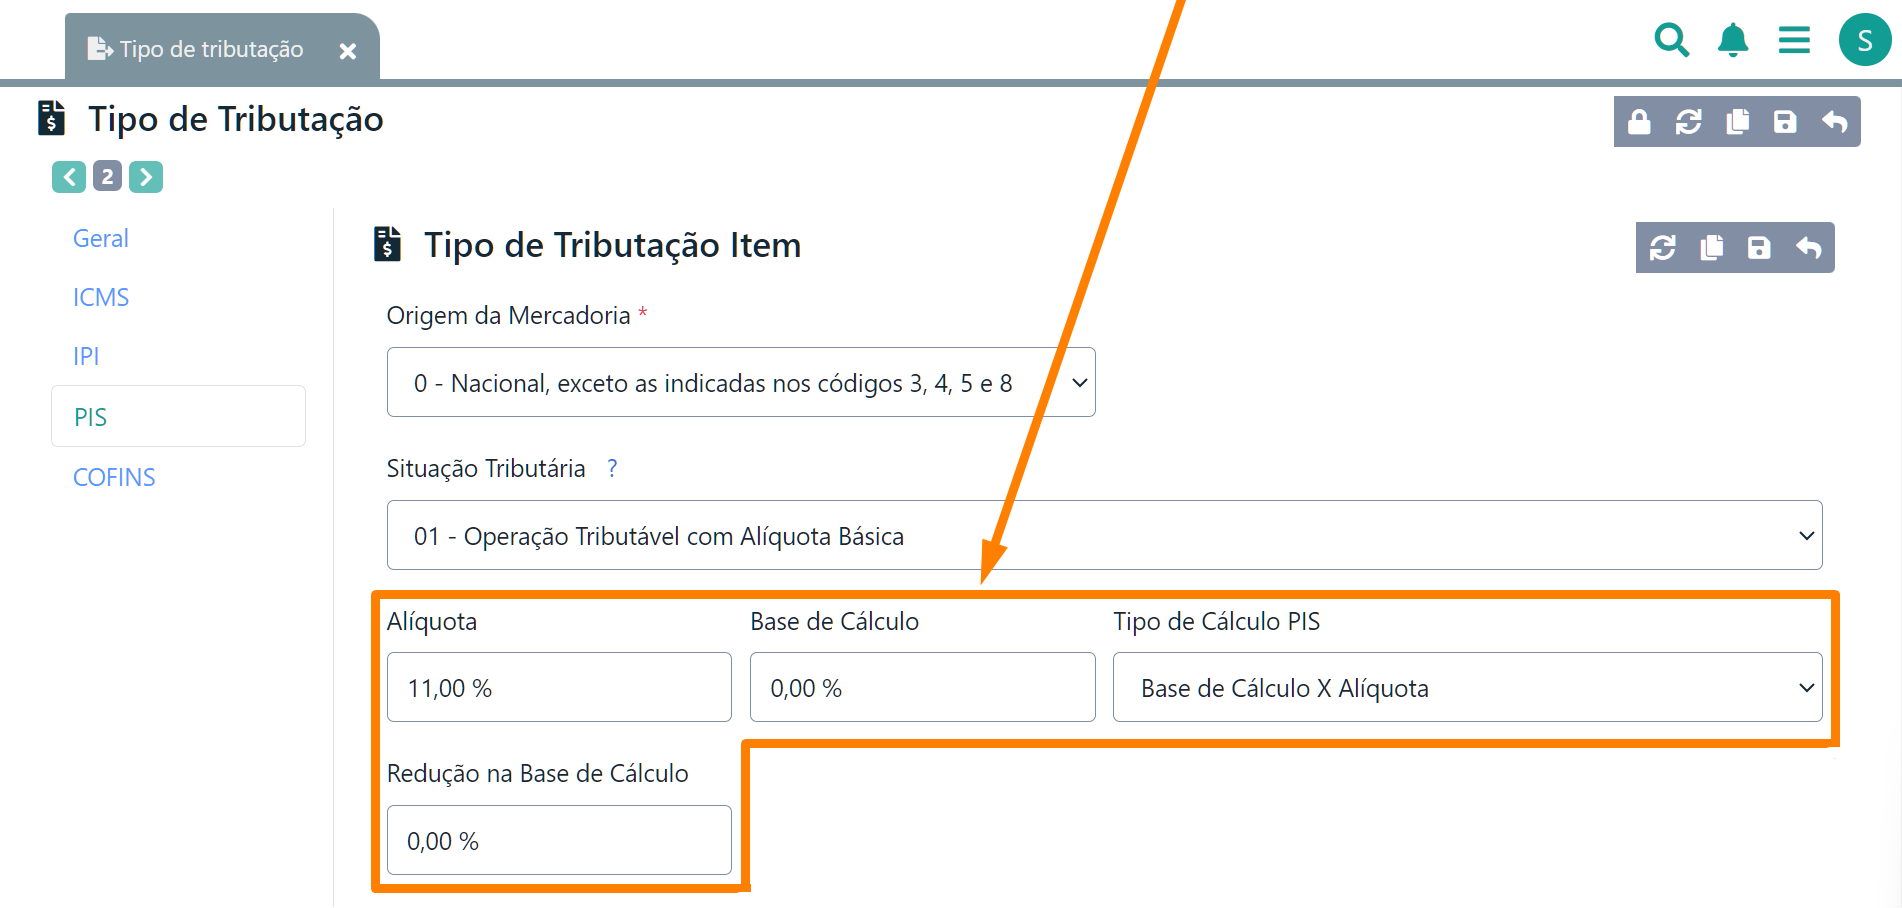 Tipo de tributação
S
Tipo de Tributação
2
Geral
ICMS
IPI
PIS
COFINS
Tipo de Tributação Item
Origem da Mercadoria *
0 - Nacional, exceto as indicadas nos códigos 3, 4, 5 e 8
Situação Tributária ?
01 - Operação Tributável com Alíquota Básica
Alíquota
Base de Cálculo
Tipo de Cálculo PIS
11,00 %
0,00 %
Base de Cálculo X Alíquota
Redução na Base de Cálculo
0,00 %